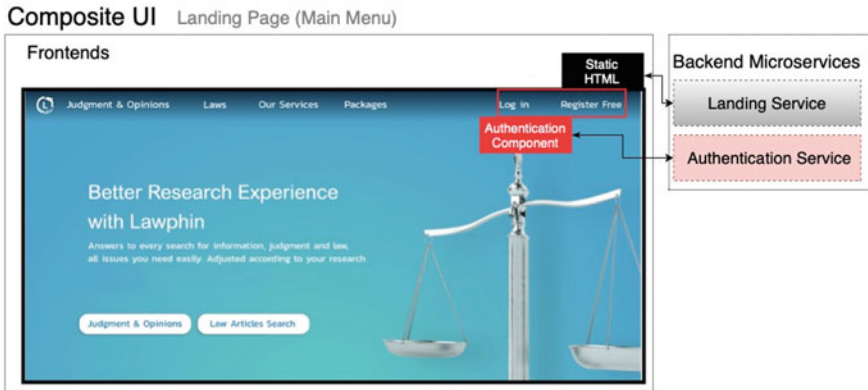 Composite UI Landing Page (Main Menu)
Frontends
Static
HTML
Backend Microservices
Landing Service
Authentication Service
L Judgment & Opinions Laws Our Services Packages Log in Register Free
Authentication
Component
Better Research Experience
with Lawphin
Answers to every search for information, judgment and law,
all issues you need easily. Adjusted according to your research
Judgment & Opinions Law Articles Search